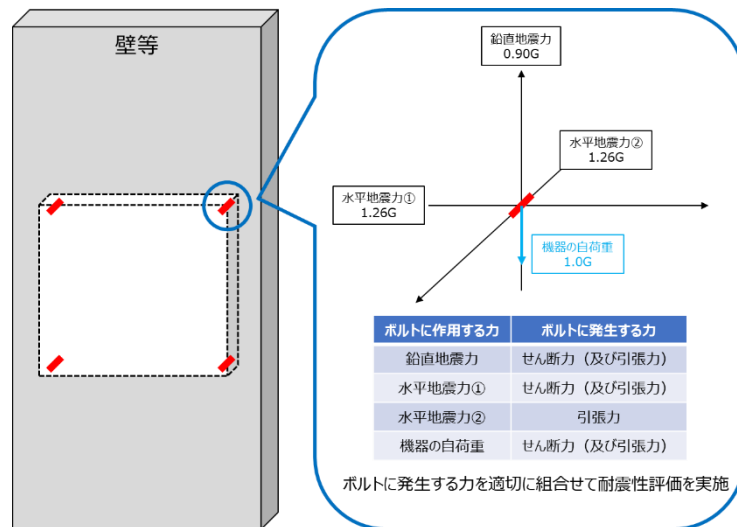 壁等
鉛直地震力
0.90G
水平地震力②
1.26G
水平地震力①
1.26G
機器の自荷重
1.0G
ボルトに作用する力 ボルトに発生する力
鉛直地震力 せん断力（及び引張力）
水平地震力① せん断力（及び引張力）
水平地震力② 引張力
機器の自荷重 せん断力（及び引張力）
ボルトに発生する力を適切に組合せて耐震性評価を実施